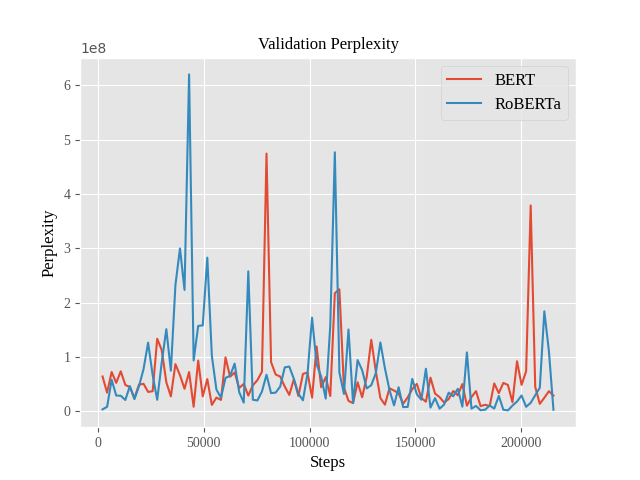 Validation Perplexity
1e8
BERT
RoBERTa
6
5
4
3
2
1
0
Perplexity
0 50000 100000 150000 200000
Steps